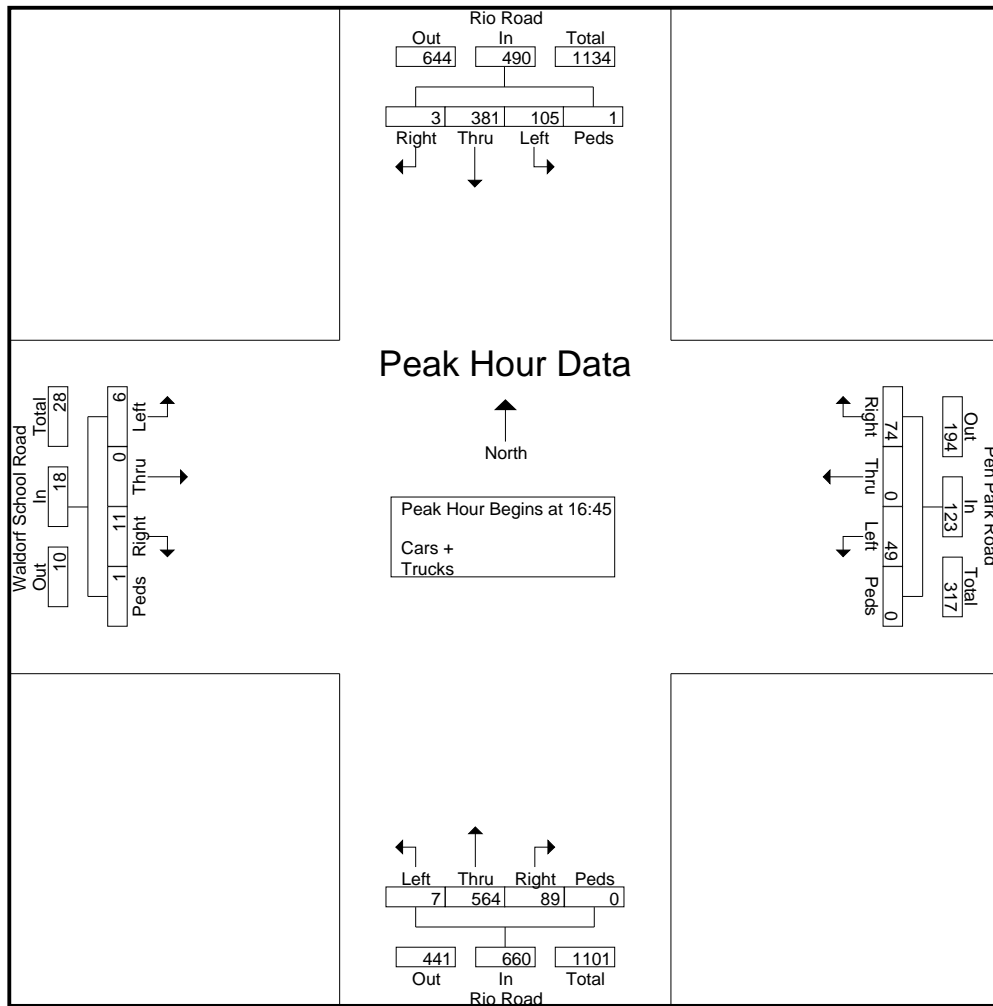 Rio Road
Out In Total
644 490 1134
3 381 105 1
Right Thru Left Peds
Peak Hour Data
North
Peak Hour Begins at 16:45
Cars +
Trucks
Waldorf School Road
Out In Total
10 18 28
1 11 0 6
Peds Right Thru Left
Pen Park Road
Out In Total
194 123 317
74 0 49 0
Right Thru Left Peds
Left Thru Right Peds
7 564 89 0
441 660 1101
Out In Total
Rio Road